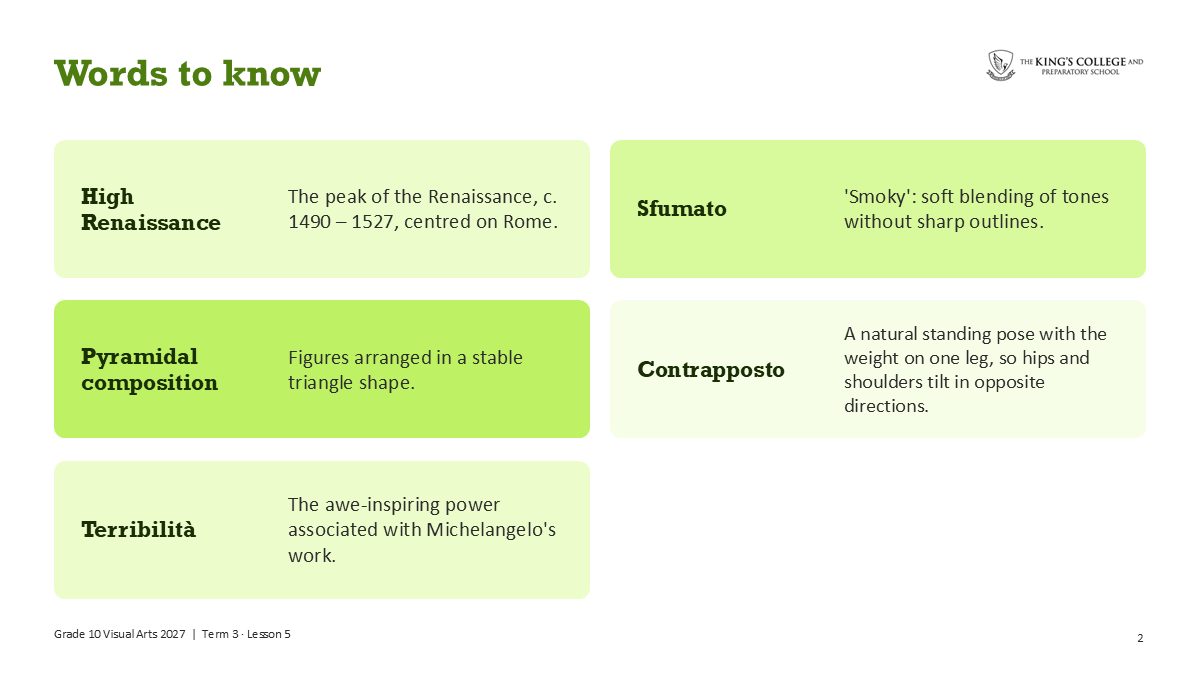 Words to know
THE KING'S COLLEGE AND
PREPARATORY SCHOOL
High
Renaissance
The peak of the Renaissance, c.
1490 – 1527, centred on Rome.
Sfumato
'Smoky': soft blending of tones
without sharp outlines.
Pyramidal
composition
Figures arranged in a stable
triangle shape.
Contrapposto
A natural standing pose with the
weight on one leg, so hips and
shoulders tilt in opposite
directions.
Terribilità
The awe-inspiring power
associated with Michelangelo's
work.
Grade 10 Visual Arts 2027 | Term 3 · Lesson 5
2